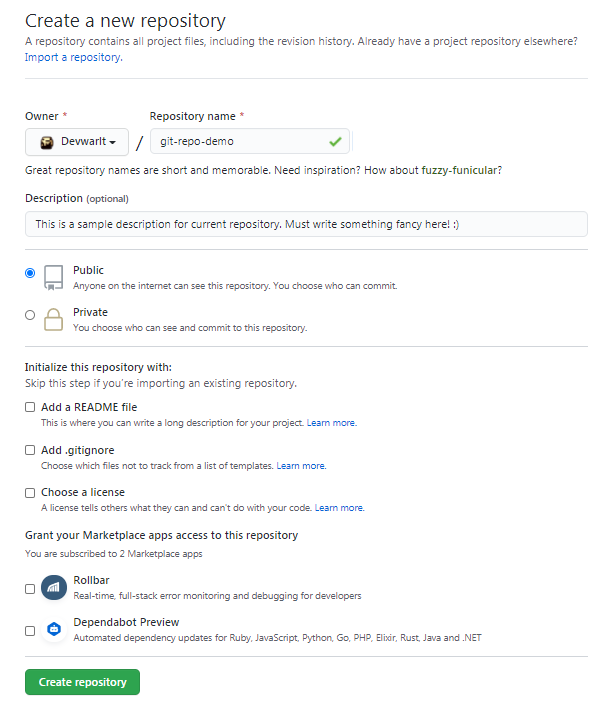 Create a new repository
A repository contains all project files, including the revision history. Already have a project repository elsewhere?
Import a repository.
Owner * Repository name *
Devwarlt / git-repo-demo
Great repository names are short and memorable. Need inspiration? How about fuzzy-funicular?
Description (optional)
This is a sample description for current repository. Must write something fancy here! :)
Public
Anyone on the internet can see this repository. You choose who can commit.
Private
You choose who can see and commit to this repository.
Initialize this repository with:
Skip this step if you're importing an existing repository.
Add a README file
This is where you can write a long description for your project. Learn more.
Add .gitignore
Choose which files not to track from a list of templates. Learn more.
Choose a license
A license tells others what they can and can't do with your code. Learn more.
Grant your Marketplace apps access to this repository
You are subscribed to 2 Marketplace apps
Rollbar
Real-time, full-stack error monitoring and debugging for developers
Dependabot Preview
Automated dependency updates for Ruby, JavaScript, Python, Go, PHP, Elixir, Rust, Java and .NET
Create repository